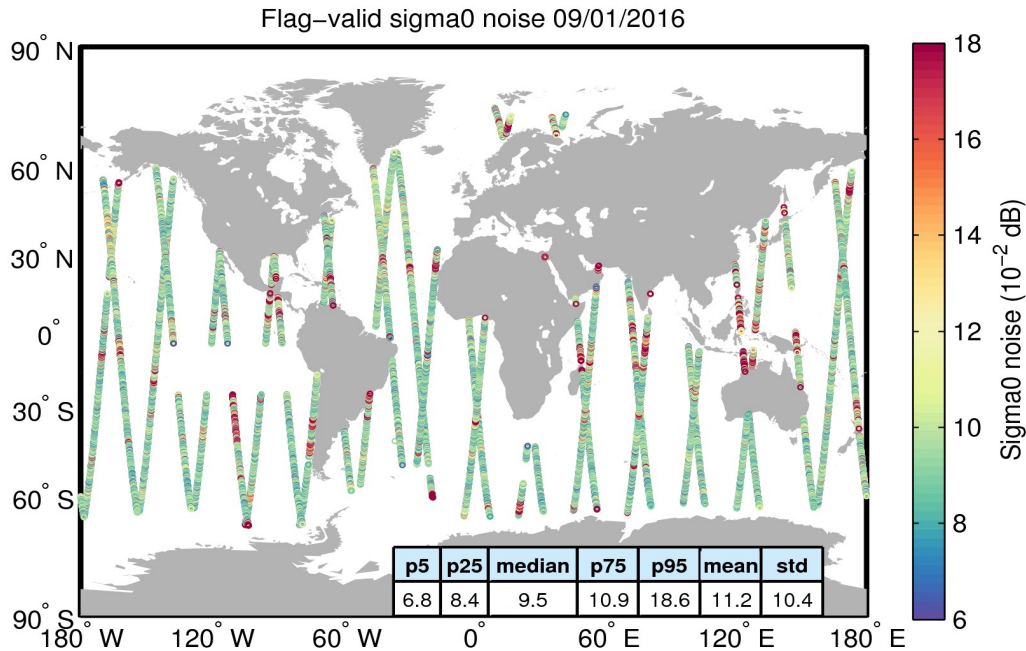 Flag−valid sigma0 noise 09/01/2016
90° N
60° N
30° N
0°
30° S
60° S
90° S
180° W
120° W
60° W
0°
60° E
120° E
180° E
p5 p25 median p75 p95 mean std
6.8 8.4 9.5 10.9 18.6 11.2 10.4
18
16
14
12
10
8
6
Sigma0 noise (10⁻² dB)